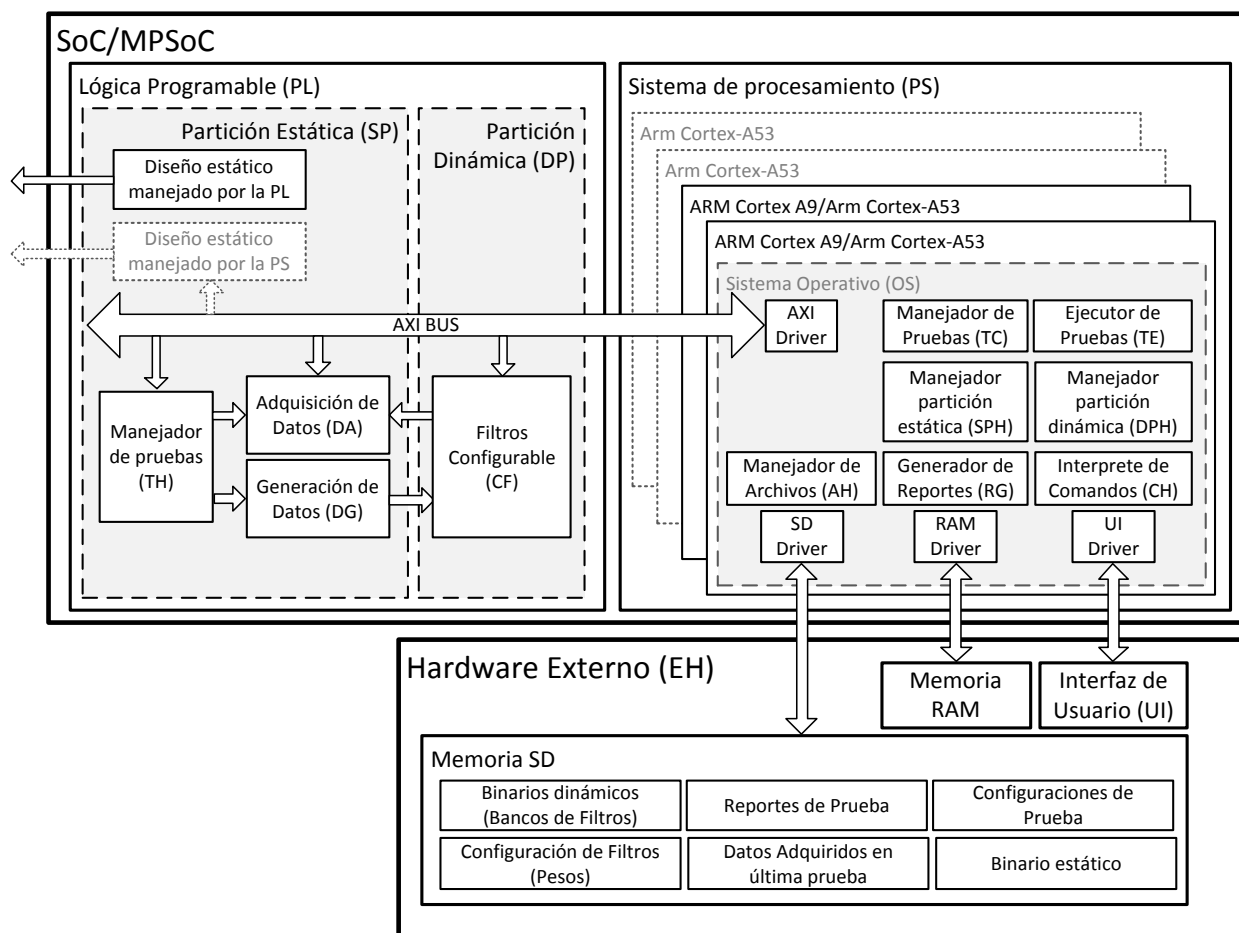 SoC/MPSoC
Lógica Programable (PL)
Partición Estática (SP)
Partición
Dinámica (DP)
Diseño estático
manejado por la PL
Diseño estático
manejado por la PS
AXI BUS
Manejador
de pruebas
(TH)
Adquisición de
Datos (DA)
Generación de
Datos (DG)
Filtros
Configurable
(CF)
Sistema de procesamiento (PS)
Arm Cortex-A53
Arm Cortex-A53
ARM Cortex A9/Arm Cortex-A53
ARM Cortex A9/Arm Cortex-A53
Sistema Operativo (OS)
AXI
Driver
Manejador de
Pruebas (TC)
Ejecutor de
Pruebas (TE)
Manejador
partición
estática (SPH)
Manejador
partición
dinámica (DPH)
Manejador de
Archivos (AH)
Generador de
Reportes (RG)
Interprete de
Comandos (CH)
SD
Driver
RAM
Driver
UI
Driver
Hardware Externo (EH)
Memoria
RAM
Interfaz de
Usuario (UI)
Memoria SD
Binarios dinámicos
(Bancos de Filtros)
Reportes de Prueba
Configuraciones de
Prueba
Configuración de Filtros
(Pesos)
Datos Adquiridos en
última prueba
Binario estático